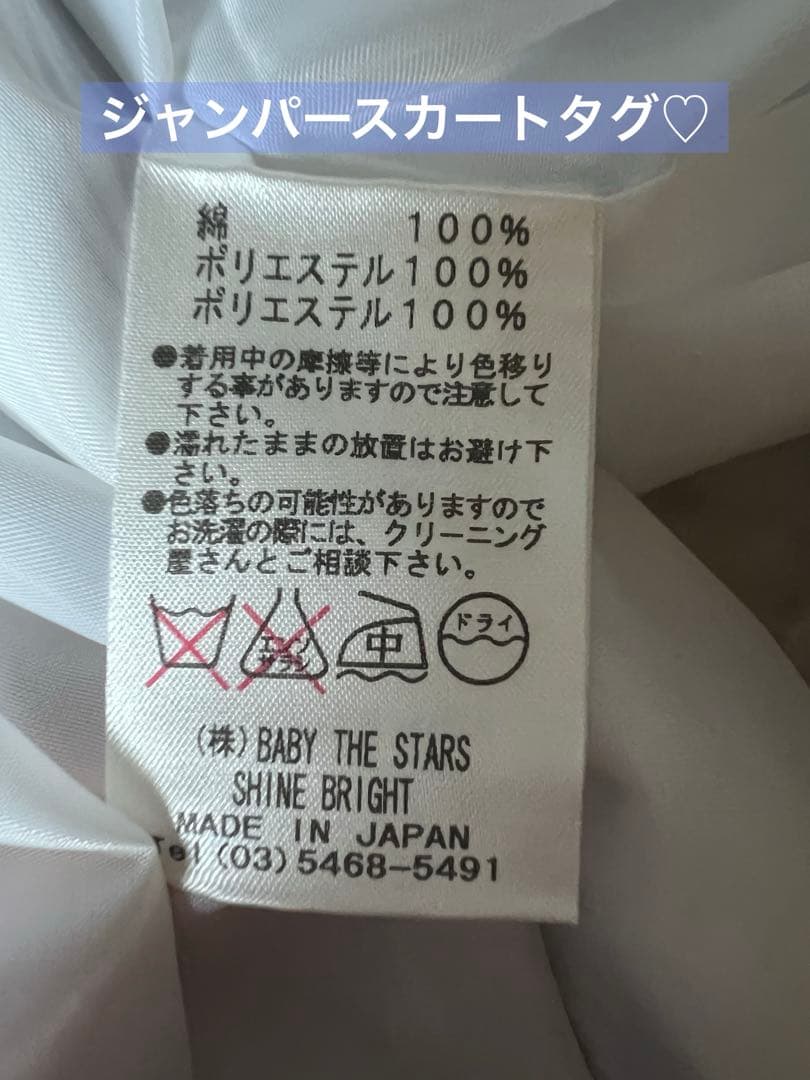 ジャンパースカートタグ♡
綿 100%
ポリエステル100%
ポリエステル100%
●着用中の摩擦等により色移り
する事がありますので注意して
下さい。
●濡れたままの放置はお避け下
さい。
●色落ちの可能性がありますので
お洗濯の際には、クリーニング
屋さんとご相談下さい。
エンソ
サラシ
中
ドライ
(株)BABY THE STARS
SHINE BRIGHT
MADE IN JAPAN
Tel (03)5468-5491